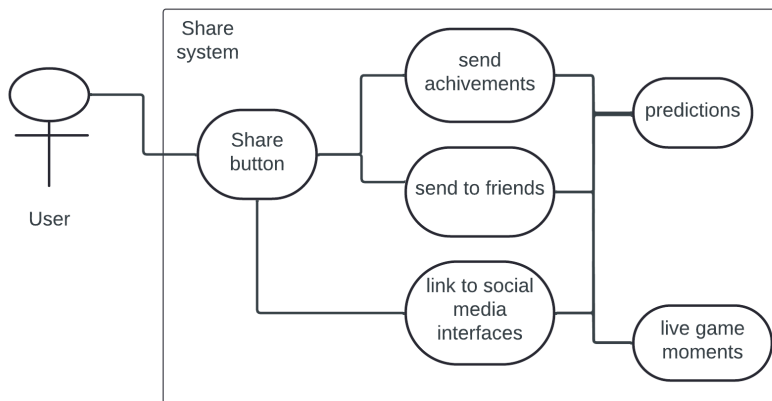 Share
system
send
achivements
predictions
Share
button
send to friends
User
link to social
media
interfaces
live game
moments